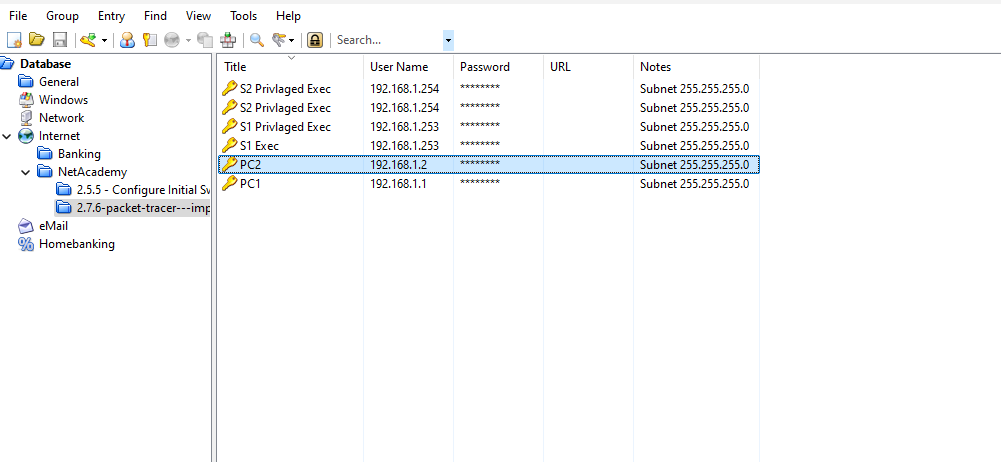 File Group Entry Find View Tools Help
Search...
Database
General
Windows
Network
Internet
Banking
NetAcademy
2.5.5 - Configure Initial Sw
2.7.6-packet-tracer---imp
eMail
Homebanking
Title User Name Password URL Notes
S2 Privlaged Exec 192.168.1.254 ******** Subnet 255.255.255.0
S2 Privlaged Exec 192.168.1.254 ******** Subnet 255.255.255.0
S1 Privlaged Exec 192.168.1.253 ******** Subnet 255.255.255.0
S1 Exec 192.168.1.253 ******** Subnet 255.255.255.0
PC2 192.168.1.2 ******** Subnet 255.255.255.0
PC1 192.168.1.1 ******** Subnet 255.255.255.0